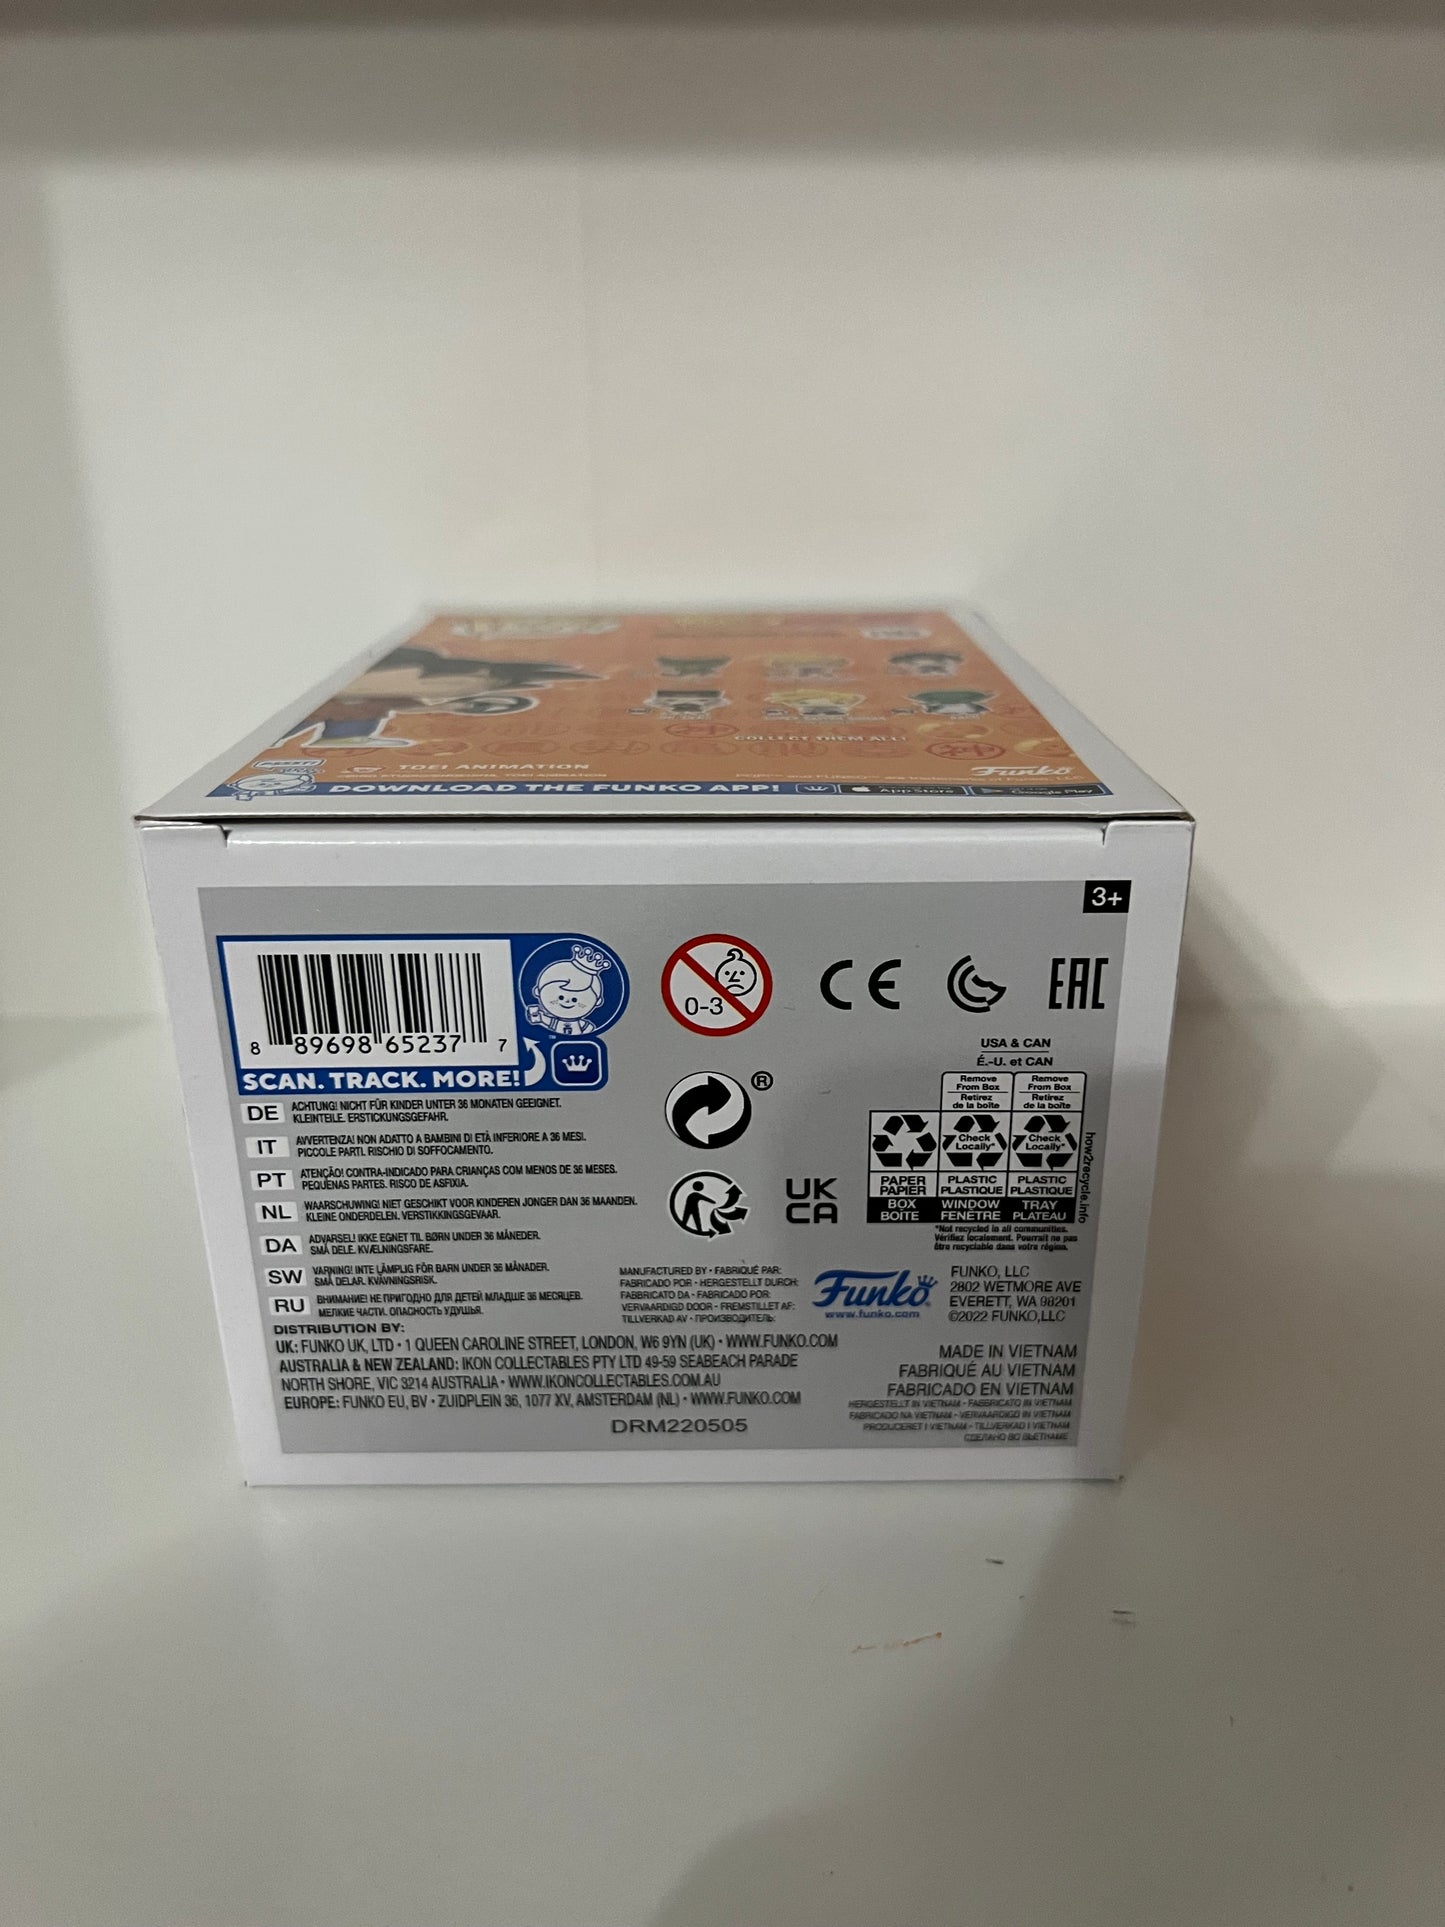 TOEI ANIMATION
COLLECT THEM ALL!
Funko
PSSST!
DOWNLOAD THE FUNKO APP!
App Store
Google Play
3+
8 89698 65237 7
SCAN. TRACK. MORE!
0-3
CE
EAC
®
UK
CA
USA & CAN
É.-U. et CAN
Remove From Box
Retirez de la boîte
Remove From Box
Retirez de la boîte
Check Locally*
Check Locally*
PAPER
PAPIER
PLASTIC
PLASTIQUE
PLASTIC
PLASTIQUE
BOX
BOÎTE
WINDOW
FENÊTRE
TRAY
PLATEAU
how2recycle.info
*Not recycled in all communities.
Vérifiez localement. Pourrait ne pas
être recyclable dans votre région.
DE ACHTUNG! NICHT FÜR KINDER UNTER 36 MONATEN GEEIGNET.
KLEINTEILE. ERSTICKUNGSGEFAHR.
IT AVVERTENZA! NON ADATTO A BAMBINI DI ETÀ INFERIORE A 36 MESI.
PICCOLE PARTI. RISCHIO DI SOFFOCAMENTO.
PT ATENÇÃO! CONTRA-INDICADO PARA CRIANÇAS COM MENOS DE 36 MESES.
PEQUENAS PARTES. RISCO DE ASFIXIA.
NL WAARSCHUWING! NIET GESCHIKT VOOR KINDEREN JONGER DAN 36 MAANDEN.
KLEINE ONDERDELEN. VERSTIKKINGSGEVAAR.
DA ADVARSEL! IKKE EGNET TIL BØRN UNDER 36 MÅNEDER.
SMÅ DELE. KVÆLNINGSFARE.
SW VARNING! INTE LÄMPLIG FÖR BARN UNDER 36 MÅNADER.
SMÅ DELAR. KVÄVNINGSRISK.
RU ВНИМАНИЕ! НЕ ПРИГОДНО ДЛЯ ДЕТЕЙ МЛАДШЕ 36 МЕСЯЦЕВ.
МЕЛКИЕ ЧАСТИ. ОПАСНОСТЬ УДУШЬЯ.
MANUFACTURED BY • FABRIQUÉ PAR:
FABRICADO POR • HERGESTELLT DURCH:
FABBRICATO DA • FABRICADO POR:
VERVAARDIGD DOOR • FREMSTILLET AF:
TILLVERKAD AV • ПРОИЗВОДИТЕЛЬ:
Funko
www.funko.com
FUNKO, LLC
2802 WETMORE AVE
EVERETT, WA 98201
©2022 FUNKO,LLC
DISTRIBUTION BY:
UK: FUNKO UK, LTD • 1 QUEEN CAROLINE STREET, LONDON, W6 9YN (UK) • WWW.FUNKO.COM
AUSTRALIA & NEW ZEALAND: IKON COLLECTABLES PTY LTD 49-59 SEABEACH PARADE
NORTH SHORE, VIC 3214 AUSTRALIA • WWW.IKONCOLLECTABLES.COM.AU
EUROPE: FUNKO EU, BV • ZUIDPLEIN 36, 1077 XV, AMSTERDAM (NL) • WWW.FUNKO.COM
DRM220505
MADE IN VIETNAM
FABRIQUÉ AU VIETNAM
FABRICADO EN VIETNAM
HERGESTELLT IN VIETNAM • FABBRICATO IN VIETNAM
FABRICADO NA VIETNAM • VERVAARDIGD IN VIETNAM
PRODUCERET I VIETNAM • TILLVERKAD I VIETNAM
СДЕЛАНО ВО ВЬЕТНАМЕ